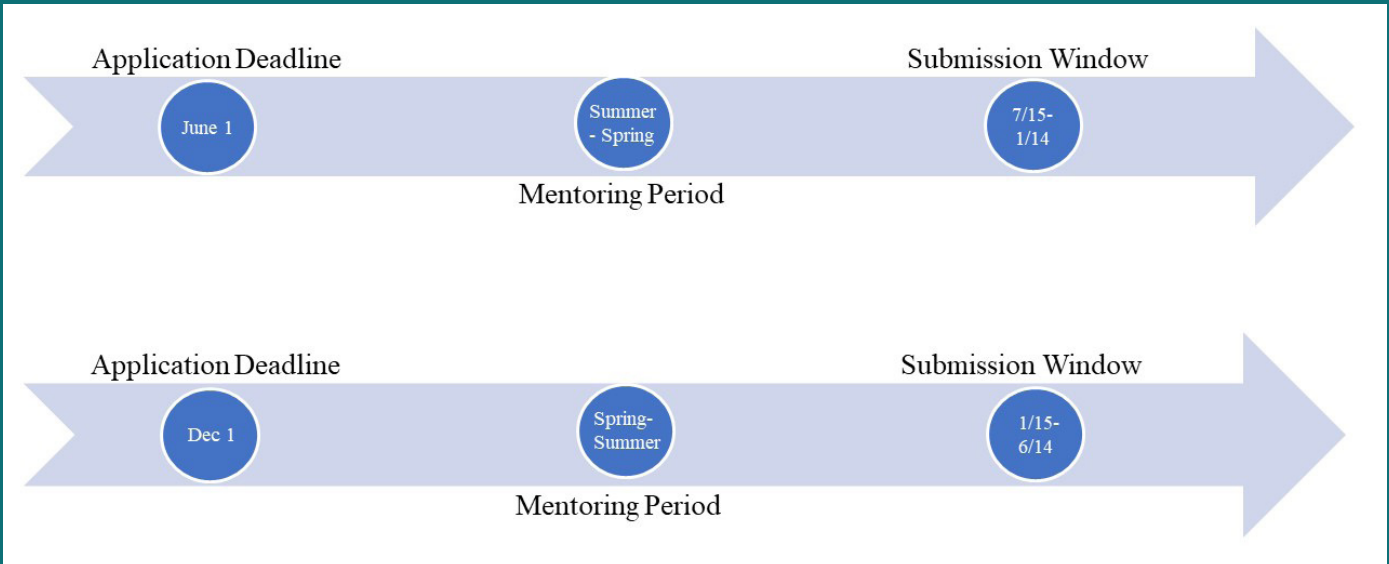 Application Deadline
Submission Window
June 1
Summer
- Spring
7/15-
1/14
Mentoring Period
Application Deadline
Submission Window
Dec 1
Spring-
Summer
1/15-
6/14
Mentoring Period